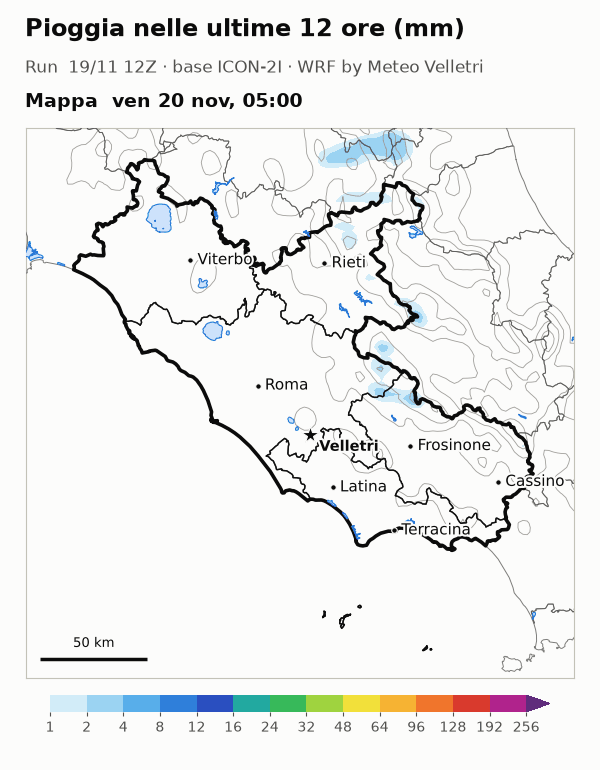 Pioggia nelle ultime 12 ore (mm)
Run  19/11 12Z · base ICON-2I · WRF by Meteo Velletri
Mappa  ven 20 nov, 05:00
Viterbo
Rieti
Roma
Velletri
Frosinone
Cassino
Latina
Terracina
50 km
1 2 4 8 12 16 24 32 48 64 96 128 192 256